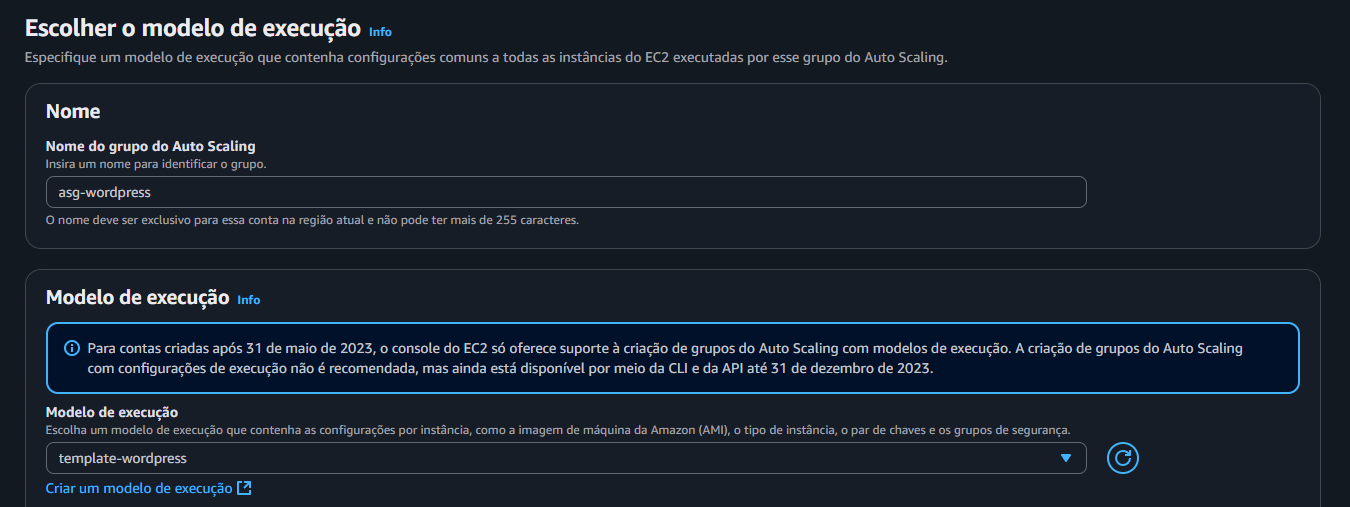 Escolher o modelo de execução Info
Especifique um modelo de execução que contenha configurações comuns a todas as instâncias do EC2 executadas por esse grupo do Auto Scaling.
Nome
Nome do grupo do Auto Scaling
Insira um nome para identificar o grupo.
asg-wordpress
O nome deve ser exclusivo para essa conta na região atual e não pode ter mais de 255 caracteres.
Modelo de execução Info
Para contas criadas após 31 de maio de 2023, o console do EC2 só oferece suporte à criação de grupos do Auto Scaling com modelos de execução. A criação de grupos do Auto Scaling
com configurações de execução não é recomendada, mas ainda está disponível por meio da CLI e da API até 31 de dezembro de 2023.
Modelo de execução
Escolha um modelo de execução que contenha as configurações por instância, como a imagem de máquina da Amazon (AMI), o tipo de instância, o par de chaves e os grupos de segurança.
template-wordpress
Criar um modelo de execução